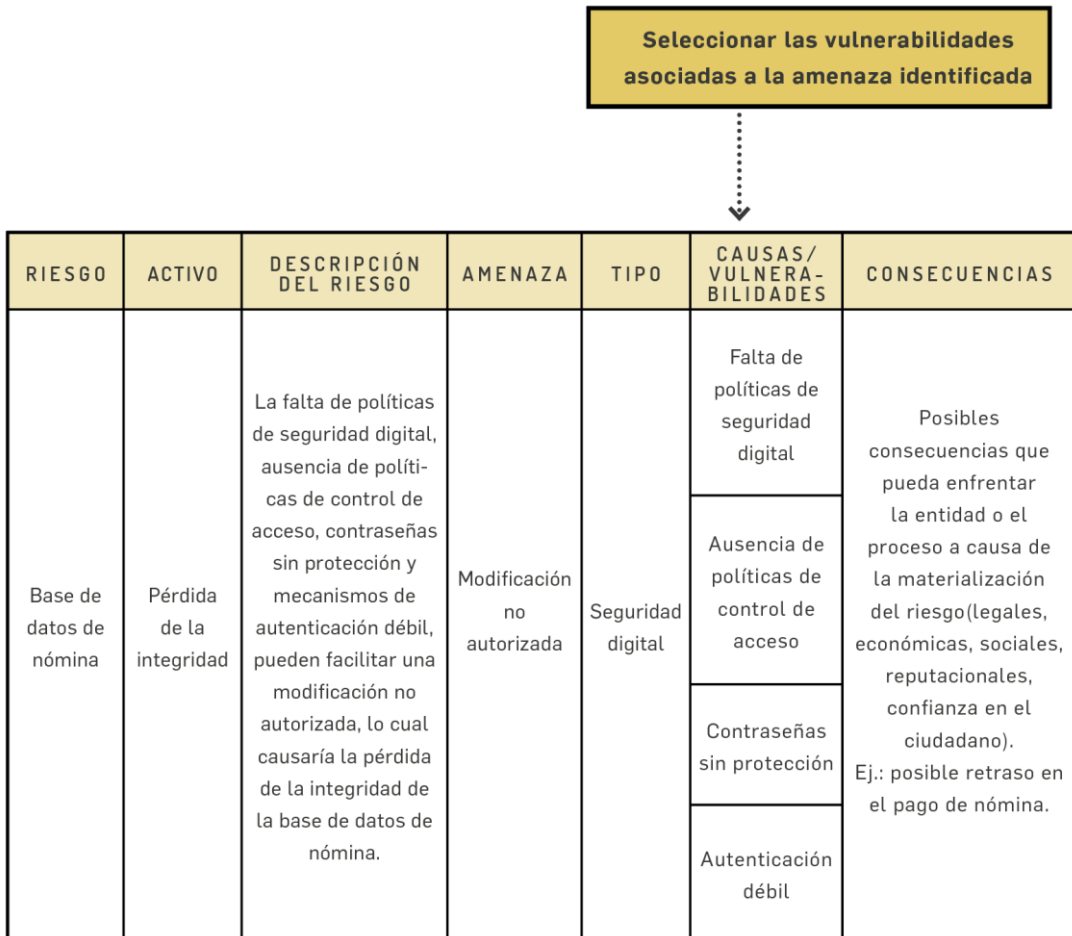 Seleccionar las vulnerabilidades
asociadas a la amenaza identificada
RIESGO
ACTIVO
DESCRIPCIÓN
DEL RIESGO
AMENAZA
TIPO
CAUSAS/
VULNERA-
BILIDADES
CONSECUENCIAS
Base de
datos de
nómina
Pérdida
de la
integridad
La falta de políticas
de seguridad digital,
ausencia de políti-
cas de control de
acceso, contraseñas
sin protección y
mecanismos de
autenticación débil,
pueden facilitar una
modificación no
autorizada, lo cual
causaría la pérdida
de la integridad de
la base de datos de
nómina.
Modificación
no
autorizada
Seguridad
digital
Falta de
políticas de
seguridad
digital
Ausencia de
políticas de
control de
acceso
Contraseñas
sin protección
Autenticación
débil
Posibles
consecuencias que
pueda enfrentar
la entidad o el
proceso a causa de
la materialización
del riesgo(legales,
económicas, sociales,
reputacionales,
confianza en el
ciudadano).
Ej.: posible retraso en
el pago de nómina.